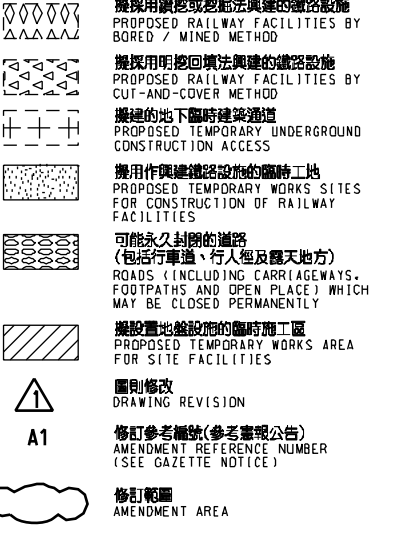 擬採用鑽挖或挖掘法興建的鐵路設施
PROPOSED RAILWAY FACILITIES BY
BORED / MINED METHOD
擬採用明挖回填法興建的鐵路設施
PROPOSED RAILWAY FACILITIES BY
CUT-AND-COVER METHOD
擬建的地下臨時建築通道
PROPOSED TEMPORARY UNDERGROUND
CONSTRUCTION ACCESS
擬用作興建鐵路設施的臨時工地
PROPOSED TEMPORARY WORKS SITES
FOR CONSTRUCTION OF RAILWAY
FACILITIES
可能永久封閉的道路
(包括行車道、行人徑及露天地方)
ROADS (INCLUDING CARRIAGEWAYS,
FOOTPATHS AND OPEN PLACE) WHICH
MAY BE CLOSED PERMANENTLY
擬設置地盤設施的臨時施工區
PROPOSED TEMPORARY WORKS AREA
FOR SITE FACILITIES
1
圖則修改
DRAWING REVISION
A1
修訂參考編號(參考憲報公告)
AMENDMENT REFERENCE NUMBER
(SEE GAZETTE NOTICE)
修訂範圍
AMENDMENT AREA